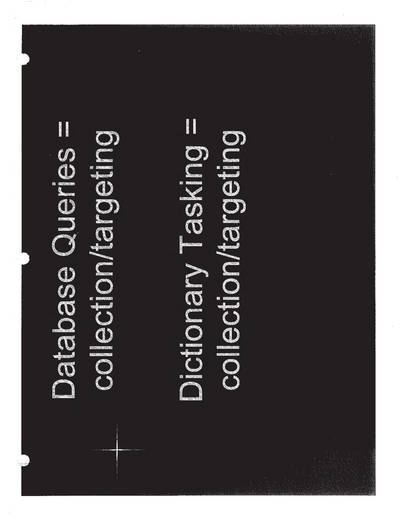 Database Queries =
collection/targeting
Dictionary Tasking =
collection/targeting